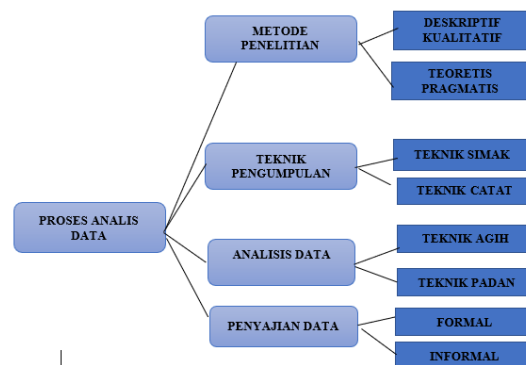 METODE
PENELITIAN
DESKRIPTIF
KUALITATIF
TEORETIS
PRAGMATIS
TEKNIK
PENGUMPULAN
TEKNIK SIMAK
TEKNIK CATAT
PROSES ANALIS
DATA
ANALISIS DATA
TEKNIK AGIH
TEKNIK PADAN
PENYAJIAN DATA
FORMAL
INFORMAL